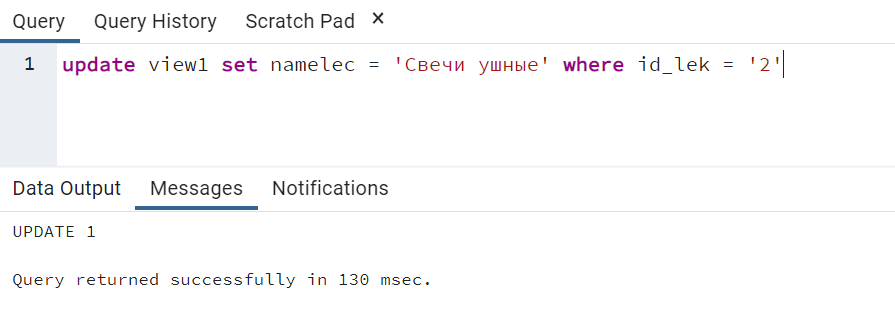 Query Query History Scratch Pad ×
1 update view1 set namelec = 'Свечи ушные' where id_lek = '2'
Data Output Messages Notifications
UPDATE 1
Query returned successfully in 130 msec.